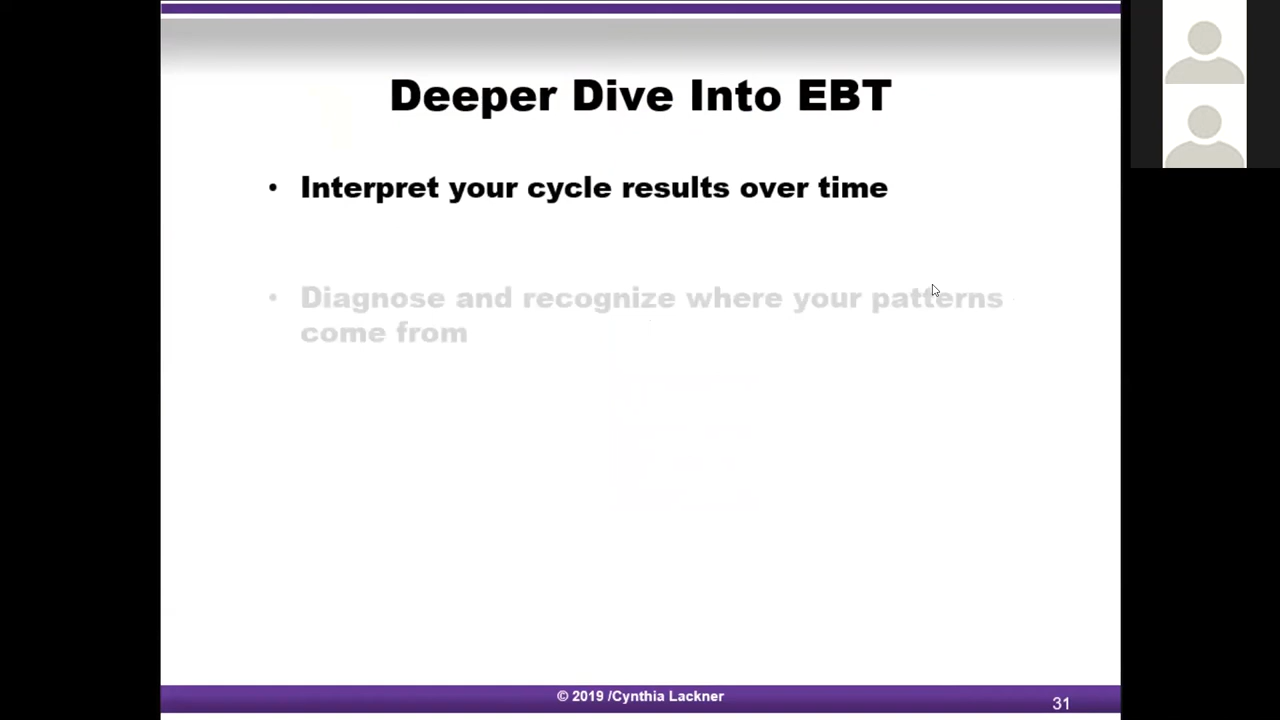 Deeper Dive Into EBT
• Interpret your cycle results over time
• Diagnose and recognize where your patterns
come from
© 2019 /Cynthia Lackner
31